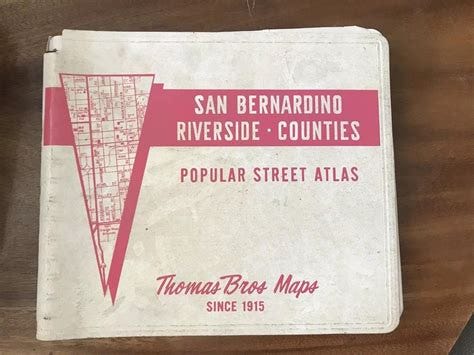 SAN BERNARDINO
RIVERSIDE · COUNTIES
POPULAR STREET ATLAS
Thomas Bros Maps
SINCE 1915